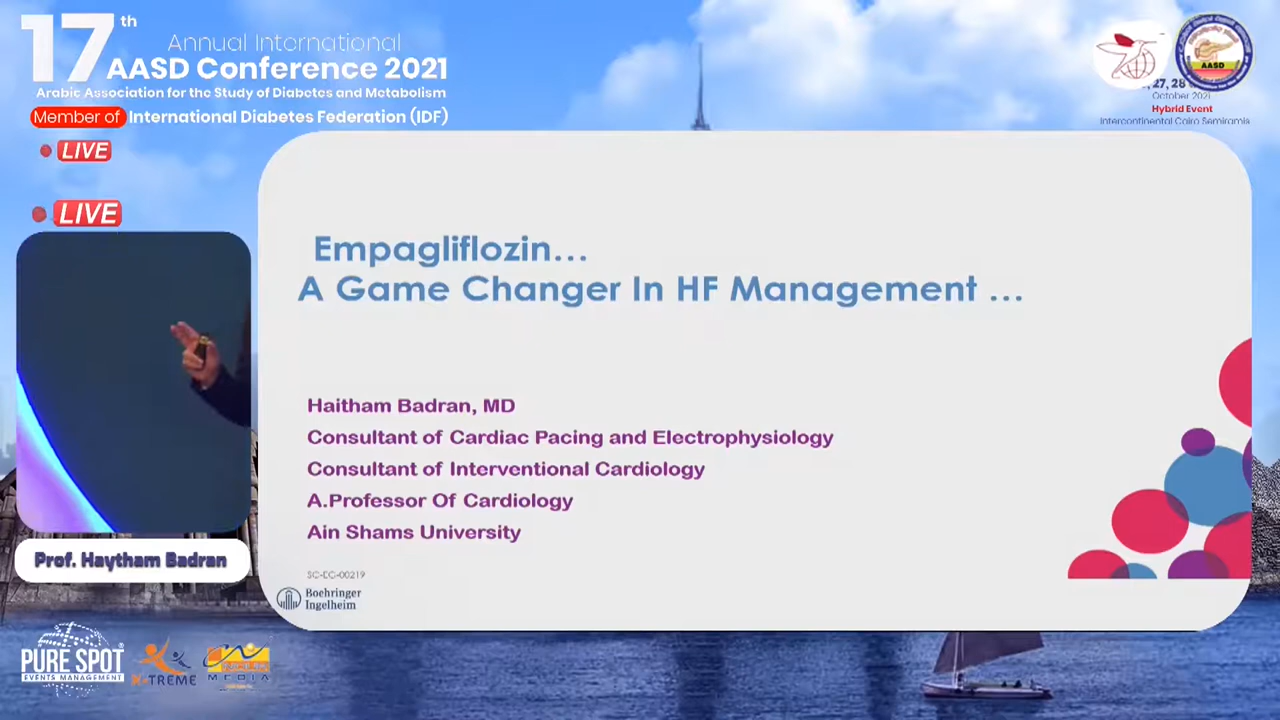 17th
Annual International
AASD Conference 2021
Arabic Association for the Study of Diabetes and Metabolism
Member of International Diabetes Federation (IDF)
LIVE
LIVE
AASD
27, 28
October 2021
Hybrid Event
Intercontinental Cairo Semiramis
Empagliflozin…
A Game Changer In HF Management …
Haitham Badran, MD
Consultant of Cardiac Pacing and Electrophysiology
Consultant of Interventional Cardiology
A.Professor Of Cardiology
Ain Shams University
SC-EG-00219
Boehringer
Ingelheim
Prof. Haytham Badran
PURE SPOT
EVENTS MANAGEMENT
X-TREME
MEDIA